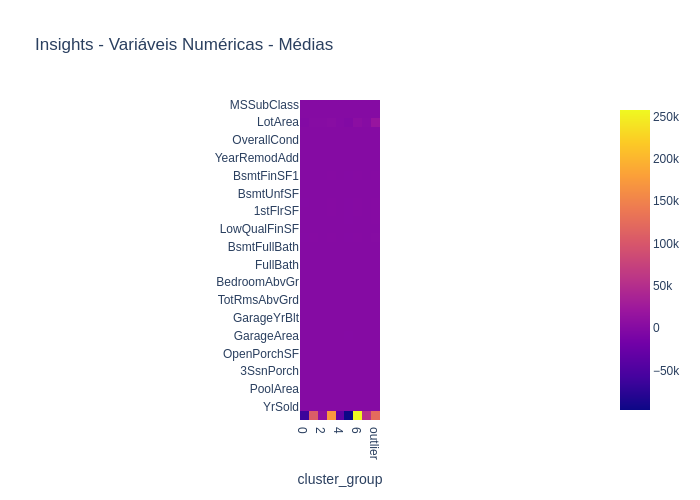 Insights - Variáveis Numéricas - Médias
MSSubClass
LotArea
OverallCond
YearRemodAdd
BsmtFinSF1
BsmtUnfSF
1stFlrSF
LowQualFinSF
BsmtFullBath
FullBath
BedroomAbvGr
TotRmsAbvGrd
GarageYrBlt
GarageArea
OpenPorchSF
3SsnPorch
PoolArea
YrSold
0 2 4 6 outlier
cluster_group
250k
200k
150k
100k
50k
0
−50k